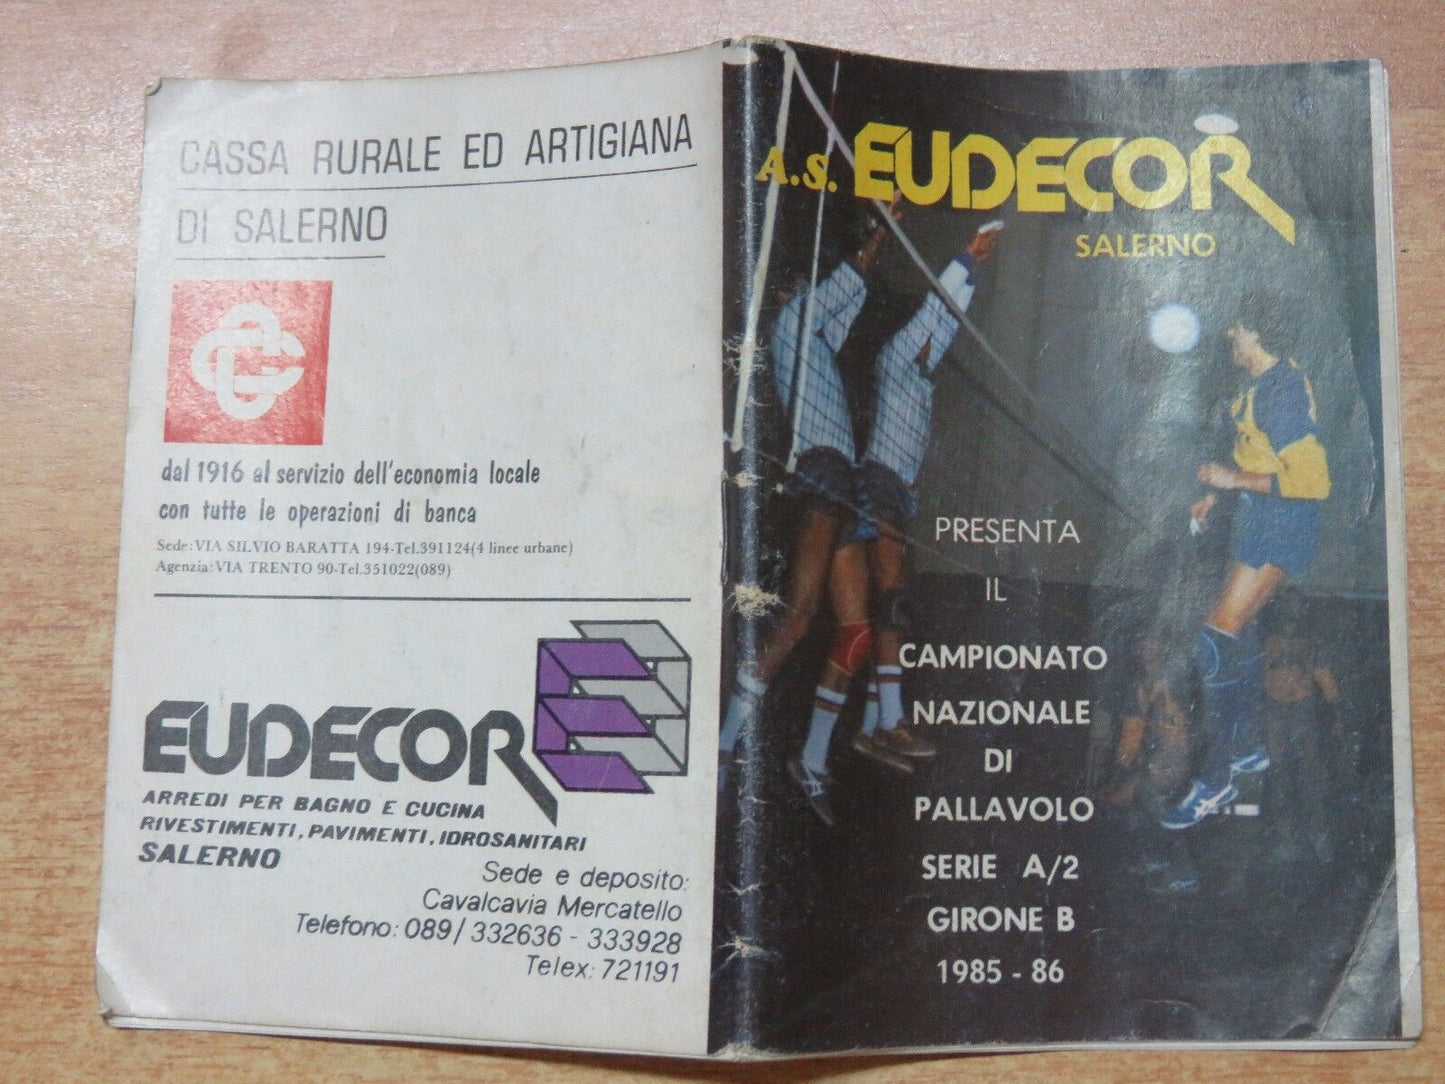 CASSA RURALE ED ARTIGIANA
DI SALERNO
dal 1916 al servizio dell'economia locale
con tutte le operazioni di banca
Sede:VIA SILVIO BARATTA 194-Tel.391124(4 linee urbane)
Agenzia:VIA TRENTO 90-Tel.351022(089)
EUDECOR
ARREDI PER BAGNO E CUCINA
RIVESTIMENTI, PAVIMENTI, IDROSANITARI
SALERNO
Sede e deposito:
Cavalcavia Mercatello
Telefono: 089/332636 - 333928
Telex: 721191
A.S. EUDECOR
SALERNO
PRESENTA
IL
CAMPIONATO
NAZIONALE
DI
PALLAVOLO
SERIE A/2
GIRONE B
1985 - 86